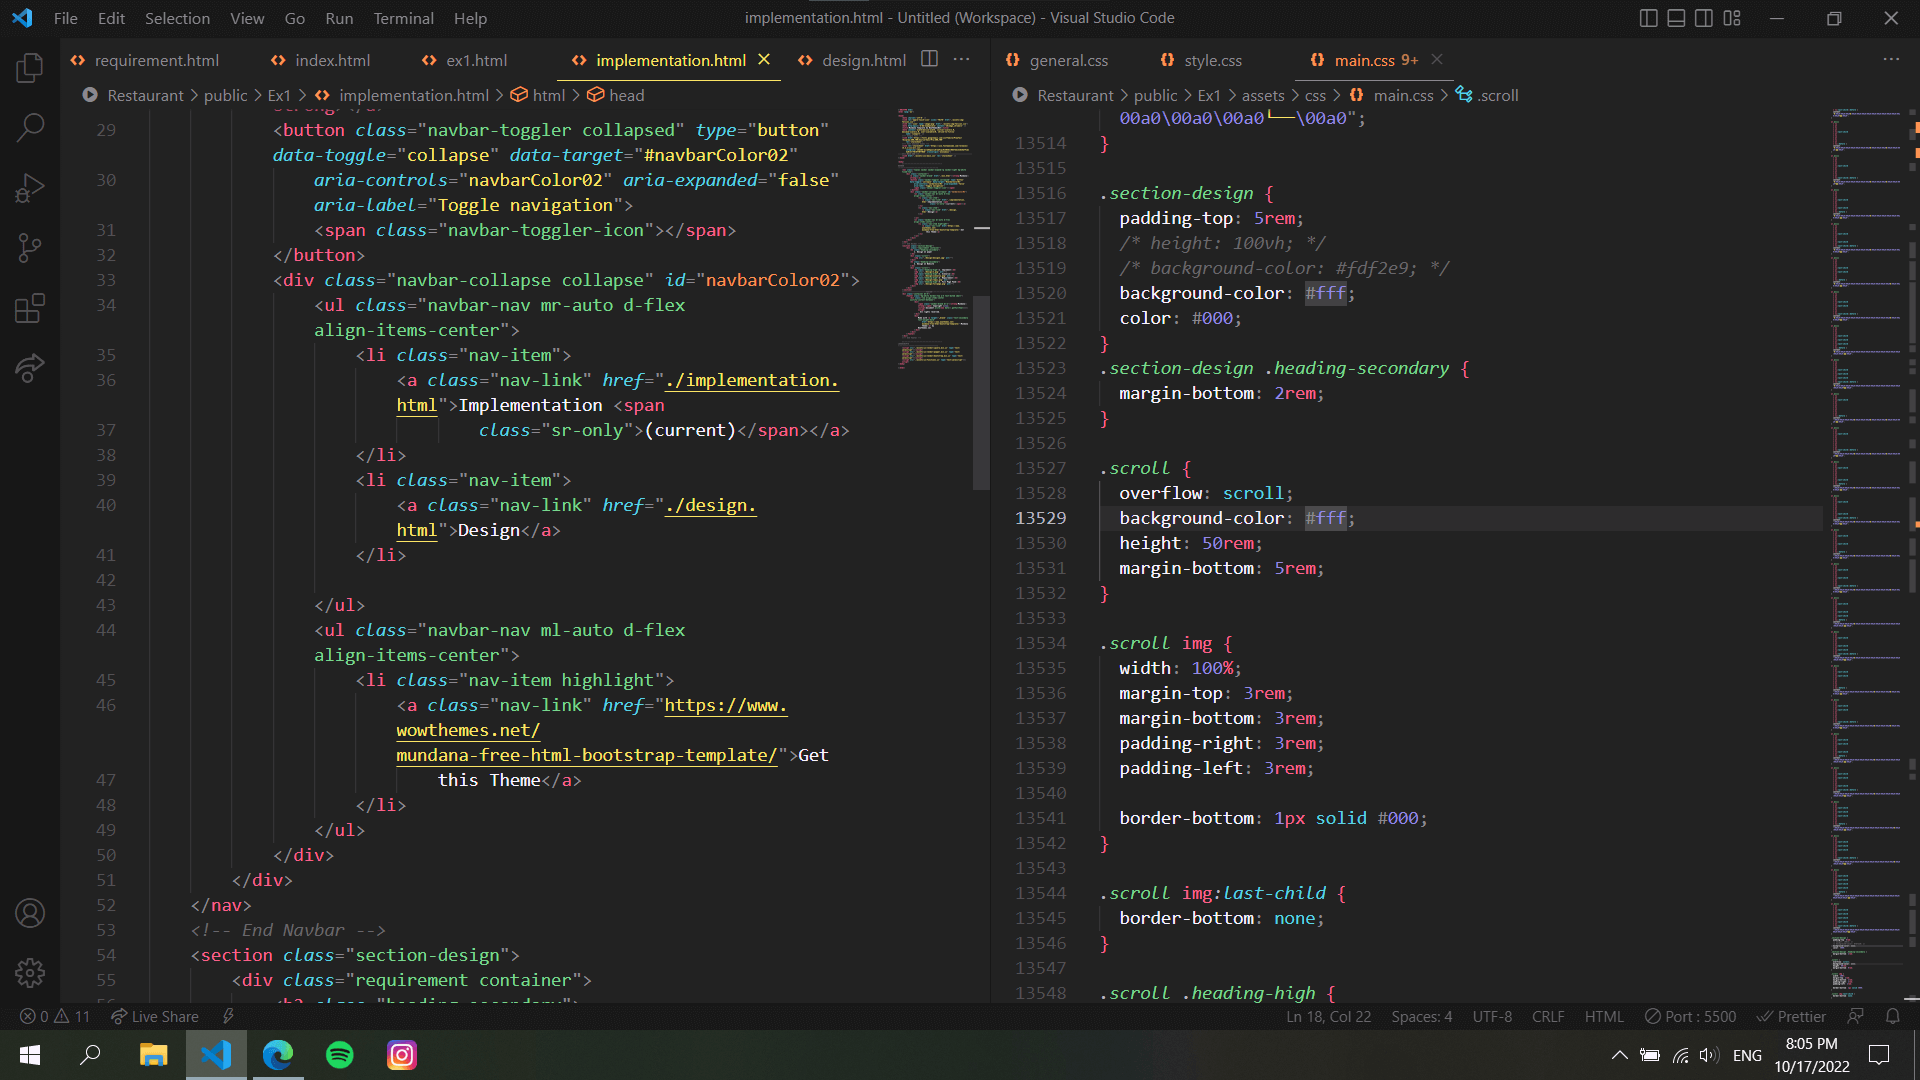 File Edit Selection View Go Run Terminal Help
implementation.html - Untitled (Workspace) - Visual Studio Code
requirement.html index.html ex1.html implementation.html design.html
Restaurant > public > Ex1 > implementation.html > html > head
29 <button class="navbar-toggler collapsed" type="button"
data-toggle="collapse" data-target="#navbarColor02"
30 aria-controls="navbarColor02" aria-expanded="false"
aria-label="Toggle navigation">
31 <span class="navbar-toggler-icon"></span>
32 </button>
33 <div class="navbar-collapse collapse" id="navbarColor02">
34 <ul class="navbar-nav mr-auto d-flex
align-items-center">
35 <li class="nav-item">
36 <a class="nav-link" href="./implementation.
html">Implementation <span
37 class="sr-only">(current)</span></a>
38 </li>
39 <li class="nav-item">
40 <a class="nav-link" href="./design.
html">Design</a>
41 </li>
42
43 </ul>
44 <ul class="navbar-nav ml-auto d-flex
align-items-center">
45 <li class="nav-item highlight">
46 <a class="nav-link" href="https://www.
wowthemes.net/
mundana-free-html-bootstrap-template/">Get
47 this Theme</a>
48 </li>
49 </ul>
50 </div>
51 </div>
52 </nav>
53 <!-- End Navbar -->
54 <section class="section-design">
55 <div class="requirement container">
general.css style.css main.css 9+
Restaurant > public > Ex1 > assets > css > main.css > .scroll
00a0\00a0\00a0└──\00a0";
13514 }
13515
13516 .section-design {
13517 padding-top: 5rem;
13518 /* height: 100vh; */
13519 /* background-color: #fdf2e9; */
13520 background-color: #fff;
13521 color: #000;
13522 }
13523 .section-design .heading-secondary {
13524 margin-bottom: 2rem;
13525 }
13526
13527 .scroll {
13528 overflow: scroll;
13529 background-color: #fff;
13530 height: 50rem;
13531 margin-bottom: 5rem;
13532 }
13533
13534 .scroll img {
13535 width: 100%;
13536 margin-top: 3rem;
13537 margin-bottom: 3rem;
13538 padding-right: 3rem;
13539 padding-left: 3rem;
13540
13541 border-bottom: 1px solid #000;
13542 }
13543
13544 .scroll img:last-child {
13545 border-bottom: none;
13546 }
13547
13548 .scroll .heading-high {
0 11 Live Share
Ln 18, Col 22 Spaces: 4 UTF-8 CRLF HTML Port : 5500 Prettier
ENG
8:05 PM
10/17/2022